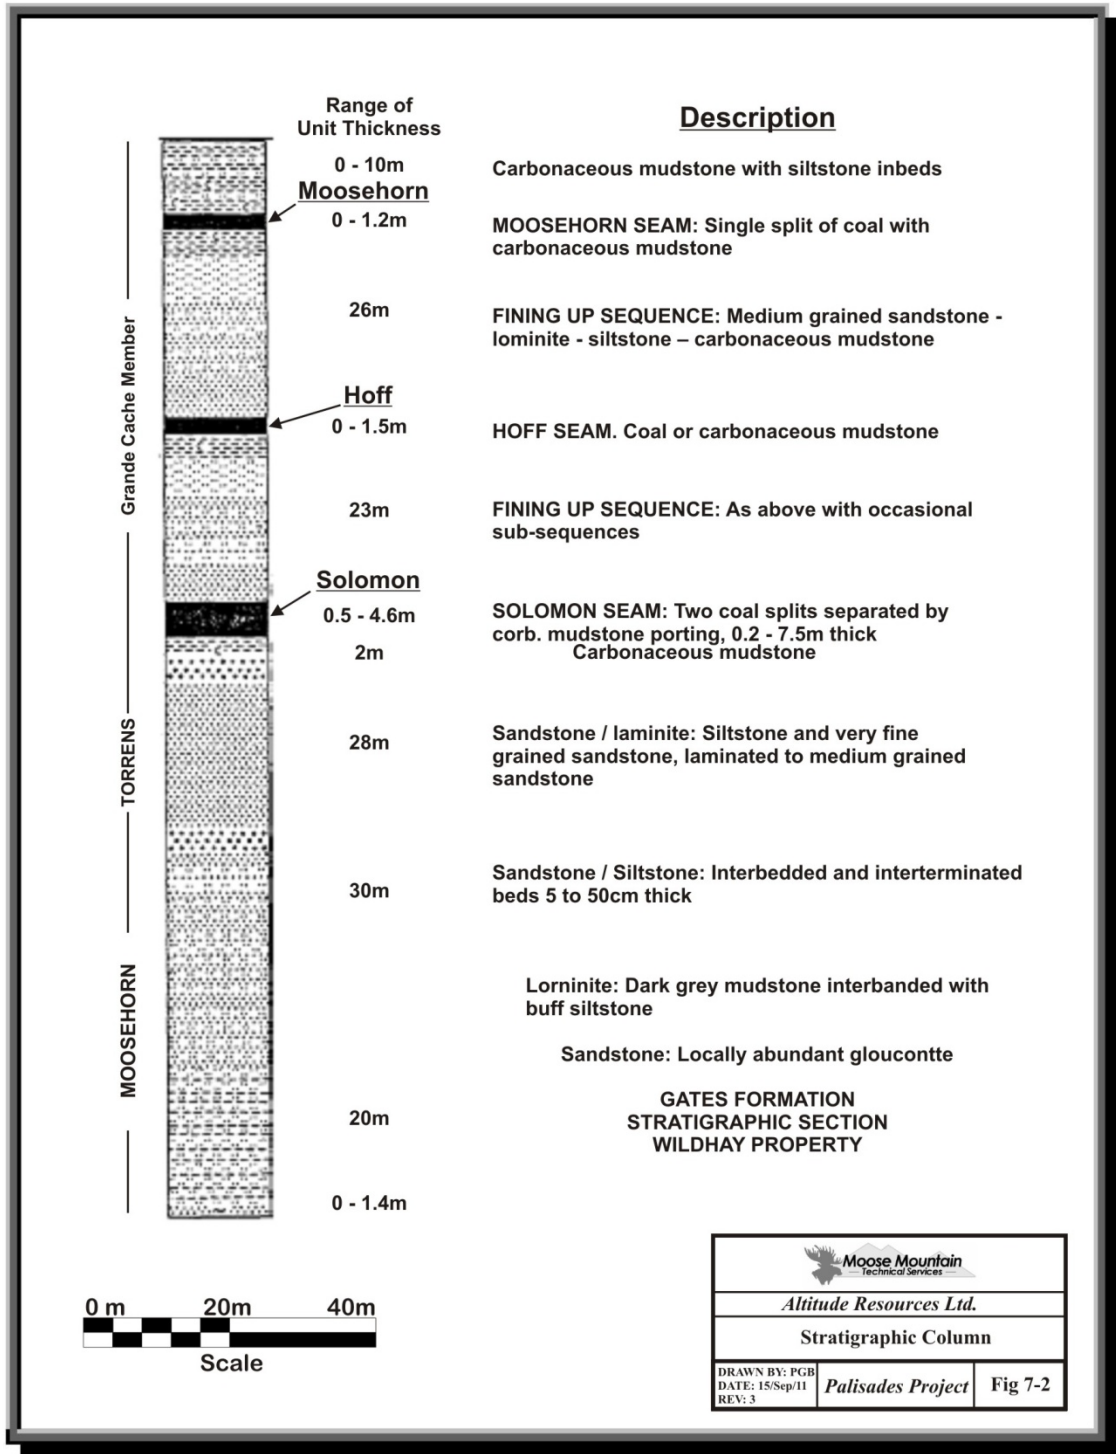 Range of
Unit Thickness
Description
0 - 10m
Carbonaceous mudstone with siltstone inbeds
Moosehorn
0 - 1.2m
MOOSEHORN SEAM: Single split of coal with
carbonaceous mudstone
26m
FINING UP SEQUENCE: Medium grained sandstone -
lominite - siltstone – carbonaceous mudstone
Grande Cache Member
Hoff
0 - 1.5m
HOFF SEAM. Coal or carbonaceous mudstone
23m
FINING UP SEQUENCE: As above with occasional
sub-sequences
Solomon
0.5 - 4.6m
SOLOMON SEAM: Two coal splits separated by
corb. mudstone porting, 0.2 - 7.5m thick
2m
Carbonaceous mudstone
TORRENS
28m
Sandstone / laminite: Siltstone and very fine
grained sandstone, laminated to medium grained
sandstone
30m
Sandstone / Siltstone: Interbedded and interterminated
beds 5 to 50cm thick
MOOSEHORN
Lorninite: Dark grey mudstone interbanded with
buff siltstone
Sandstone: Locally abundant gloucontte
20m
GATES FORMATION
STRATIGRAPHIC SECTION
WILDHAY PROPERTY
0 - 1.4m
0 m 20m 40m
Scale
Moose Mountain
Technical Services
Altitude Resources Ltd.
Stratigraphic Column
DRAWN BY: PGB
DATE: 15/Sep/11
REV: 3
Palisades Project
Fig 7-2